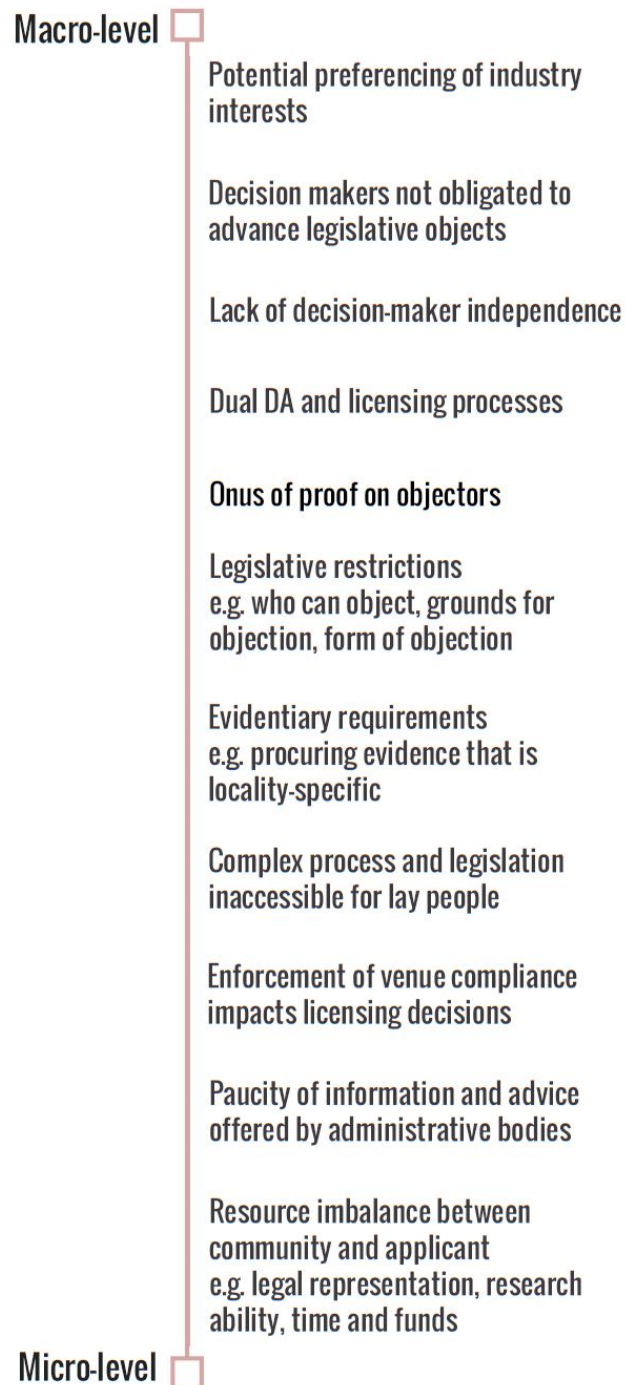 Macro-level
Potential preferencing of industry
interests
Decision makers not obligated to
advance legislative objects
Lack of decision-maker independence
Dual DA and licensing processes
Onus of proof on objectors
Legislative restrictions
e.g. who can object, grounds for
objection, form of objection
Evidentiary requirements
e.g. procuring evidence that is
locality-specific
Complex process and legislation
inaccessible for lay people
Enforcement of venue compliance
impacts licensing decisions
Paucity of information and advice
offered by administrative bodies
Resource imbalance between
community and applicant
e.g. legal representation, research
ability, time and funds
Micro-level